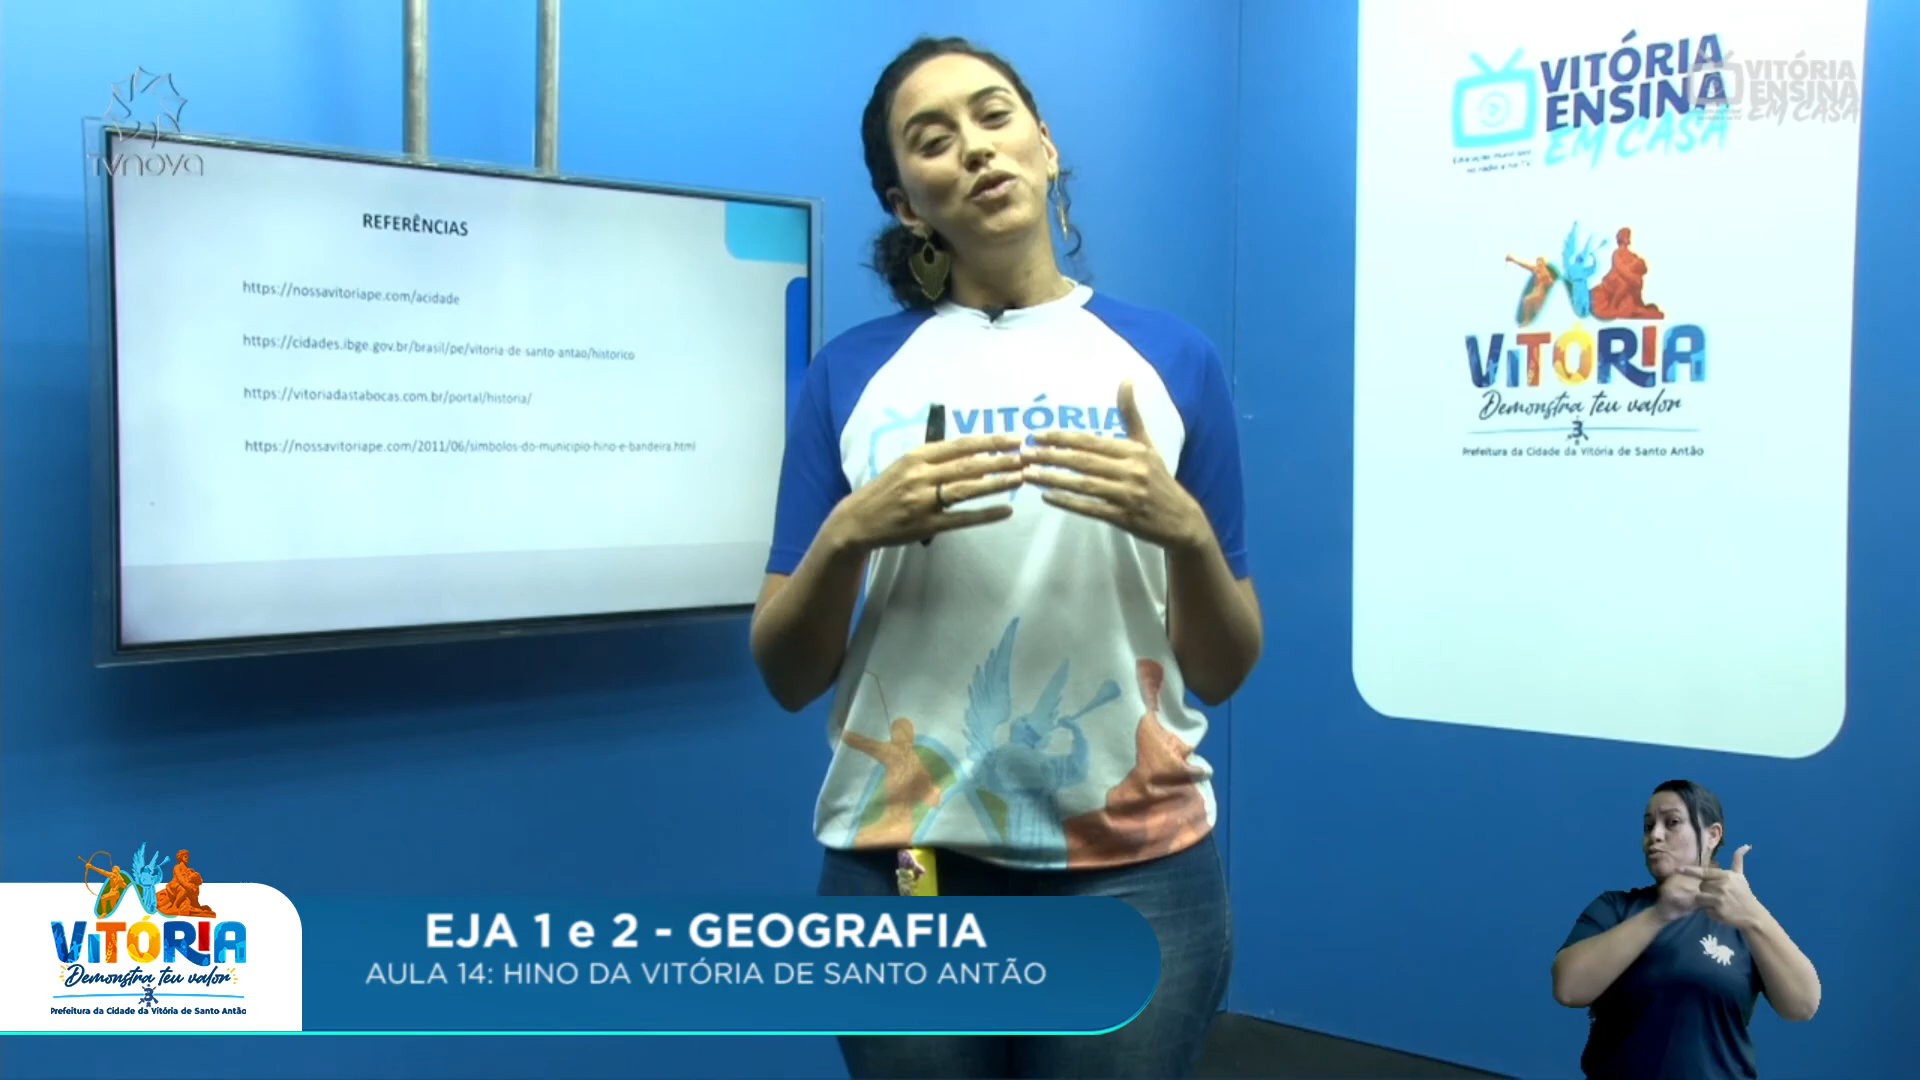 TVNOVA
REFERÊNCIAS
https://nossavitoriape.com/acidade
https://cidades.ibge.gov.br/brasil/pe/vitoria-de-santo-antao/historico
https://vitoriadastabocas.com.br/portal/historia/
https://nossavitoriape.com/2011/06/simbolos-do-municipio-hino-e-bandeira.html
VITÓRIA
ENSINA
EM CASA
VITÓRIA
ENSINA
EM CASA
VITÓRIA
Demonstra teu valor
Prefeitura da Cidade da Vitória de Santo Antão
VITÓRIA
VITÓRIA
Demonstra teu valor
Prefeitura da Cidade da Vitória de Santo Antão
EJA 1 e 2 - GEOGRAFIA
AULA 14: HINO DA VITÓRIA DE SANTO ANTÃO